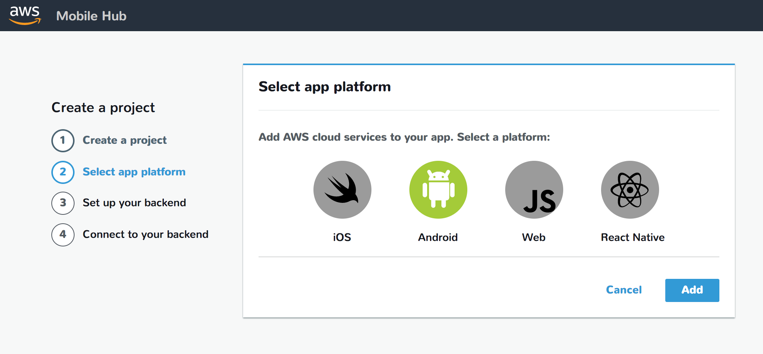 aws
Mobile Hub
Create a project
1 Create a project
2 Select app platform
3 Set up your backend
4 Connect to your backend
Select app platform
Add AWS cloud services to your app. Select a platform:
JS
iOS Android Web React Native
Cancel Add